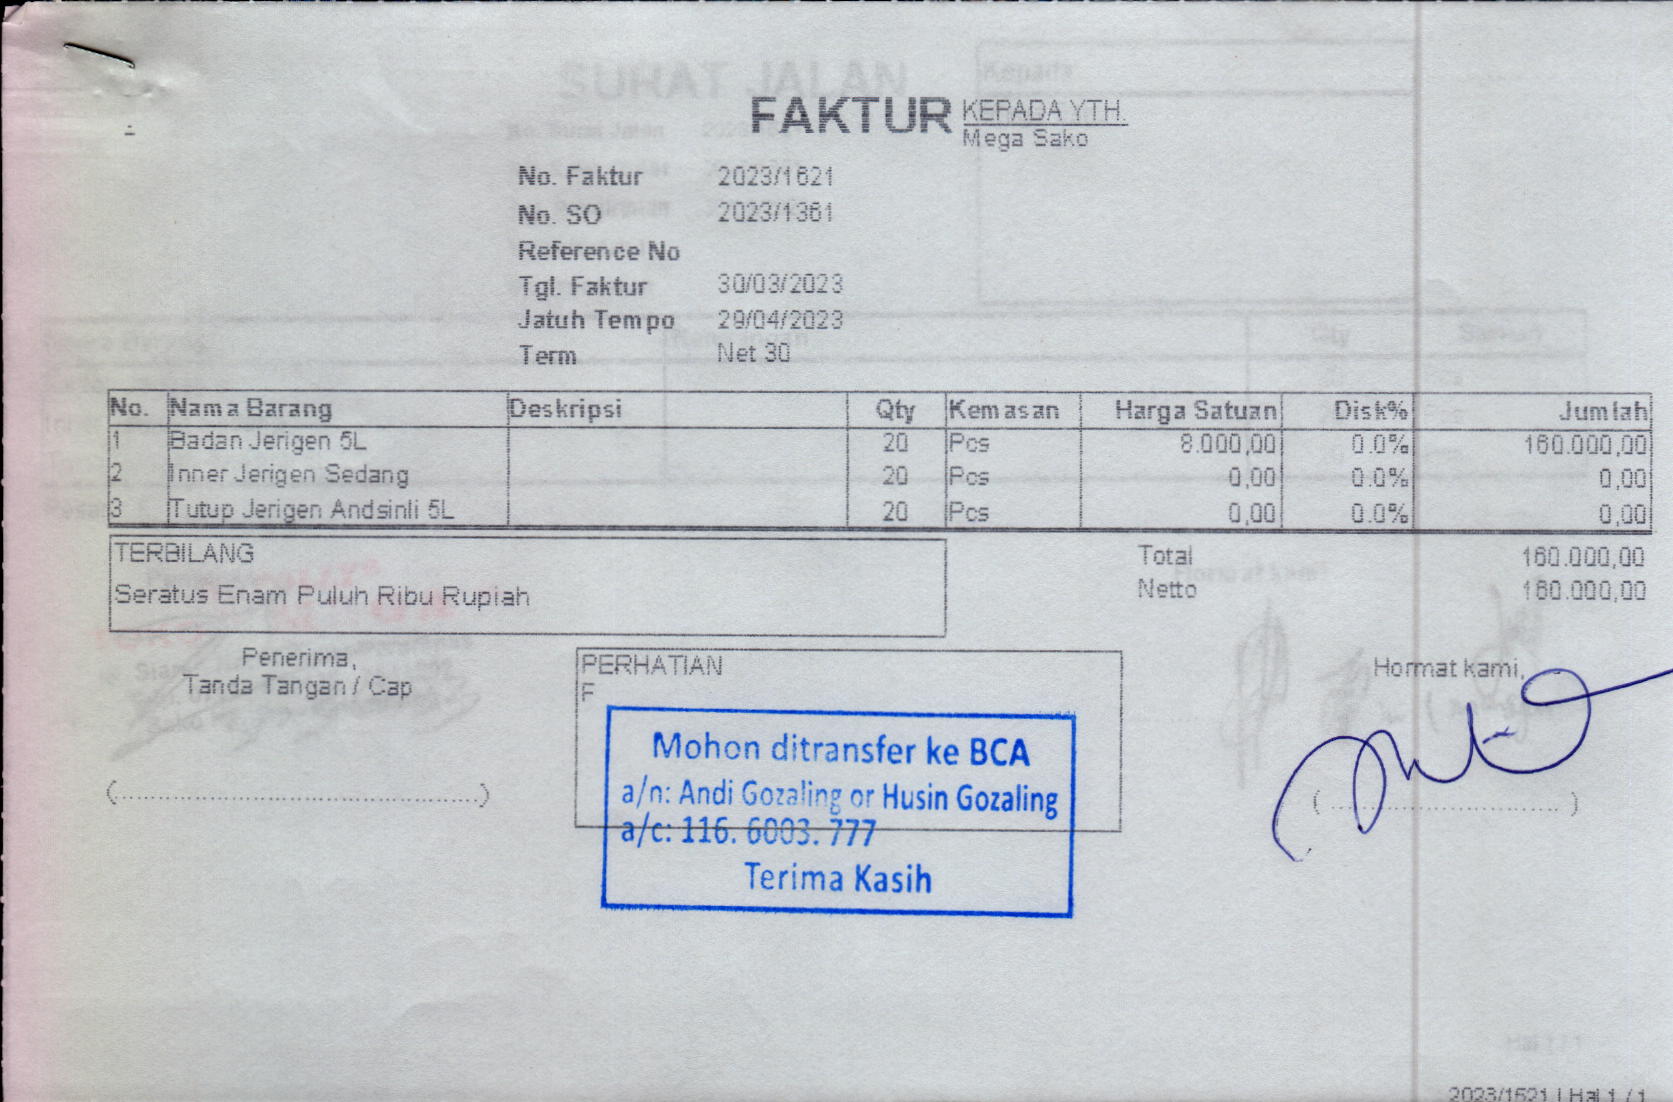 SURAT JALAN
Kepada
FAKTUR
KEPADA YTH.
Mega Sako
No. Faktur 2023/1621
No. SO 2023/1361
Reference No
Tgl. Faktur 30/03/2023
Jatuh Tempo 29/04/2023
Term Net 30
No. Nama Barang Deskripsi Qty Kemasan Harga Satuan Disk% Jumlah
1 Badan Jerigen 5L 20 Pcs 8.000,00 0.0% 160.000,00
2 Inner Jerigen Sedang 20 Pcs 0,00 0.0% 0,00
3 Tutup Jerigen Andsinli 5L 20 Pcs 0,00 0.0% 0,00
TERBILANG
Seratus Enam Puluh Ribu Rupiah
Total 160.000,00
Netto 160.000,00
Penerima,
Tanda Tangan / Cap
(................................................)
PERHATIAN
F
Mohon ditransfer ke BCA
a/n: Andi Gozaling or Husin Gozaling
a/c: 116. 6003. 777
Terima Kasih
Hormat kami,
(................................)
Hal 1 / 1
| Hal 1 / 1